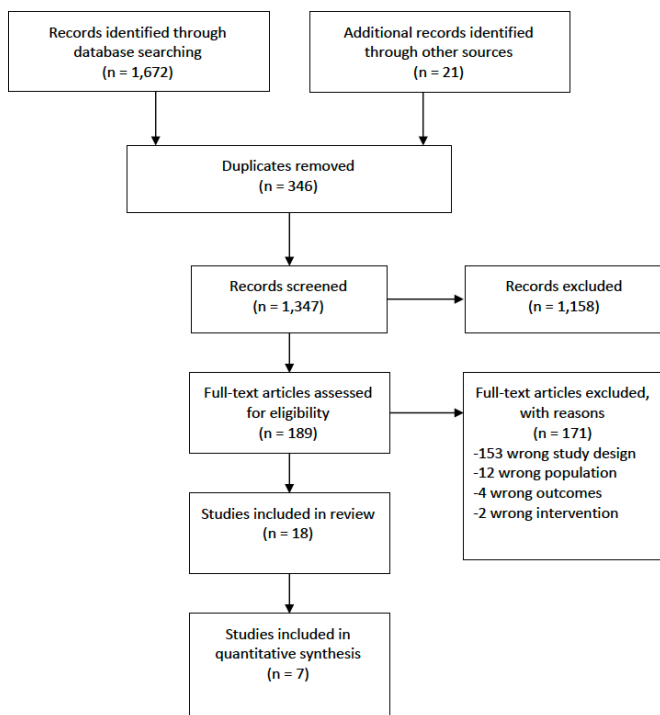 Records identified through
database searching
(n = 1,672)
Additional records identified
through other sources
(n = 21)
Duplicates removed
(n = 346)
Records screened
(n = 1,347)
Records excluded
(n = 1,158)
Full-text articles assessed
for eligibility
(n = 189)
Full-text articles excluded,
with reasons
(n = 171)
-153 wrong study design
-12 wrong population
-4 wrong outcomes
-2 wrong intervention
Studies included in review
(n = 18)
Studies included in
quantitative synthesis
(n = 7)